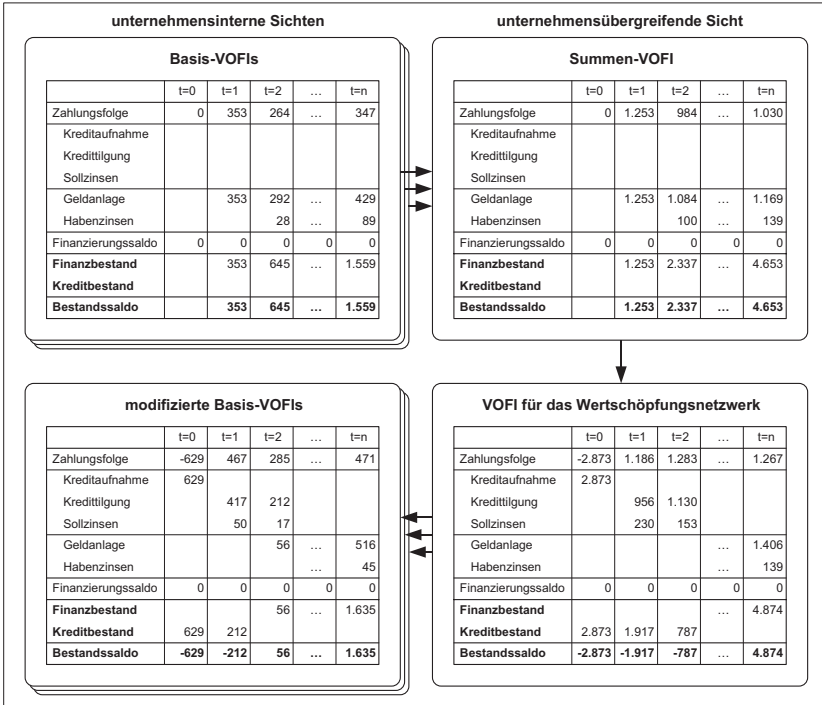 unternehmensinterne Sichten
unternehmensübergreifende Sicht
Basis-VOFIs
t=0 t=1 t=2 … t=n
Zahlungsfolge 0 353 264 … 347
Kreditaufnahme
Kredittilgung
Sollzinsen
Geldanlage 353 292 … 429
Habenzinsen 28 … 89
Finanzierungssaldo 0 0 0 0 0
Finanzbestand 353 645 … 1.559
Kreditbestand
Bestandssaldo 353 645 … 1.559
Summen-VOFI
t=0 t=1 t=2 … t=n
Zahlungsfolge 0 1.253 984 … 1.030
Kreditaufnahme
Kredittilgung
Sollzinsen
Geldanlage 1.253 1.084 … 1.169
Habenzinsen 100 … 139
Finanzierungssaldo 0 0 0 0 0
Finanzbestand 1.253 2.337 … 4.653
Kreditbestand
Bestandssaldo 1.253 2.337 … 4.653
modifizierte Basis-VOFIs
t=0 t=1 t=2 … t=n
Zahlungsfolge -629 467 285 … 471
Kreditaufnahme 629
Kredittilgung 417 212
Sollzinsen 50 17
Geldanlage 56 … 516
Habenzinsen … 45
Finanzierungssaldo 0 0 0 0 0
Finanzbestand 56 … 1.635
Kreditbestand 629 212
Bestandssaldo -629 -212 56 … 1.635
VOFI für das Wertschöpfungsnetzwerk
t=0 t=1 t=2 … t=n
Zahlungsfolge -2.873 1.186 1.283 … 1.267
Kreditaufnahme 2.873
Kredittilgung 956 1.130
Sollzinsen 230 153
Geldanlage … 1.406
Habenzinsen … 139
Finanzierungssaldo 0 0 0 0 0
Finanzbestand … 4.874
Kreditbestand 2.873 1.917 787
Bestandssaldo -2.873 -1.917 -787 … 4.874